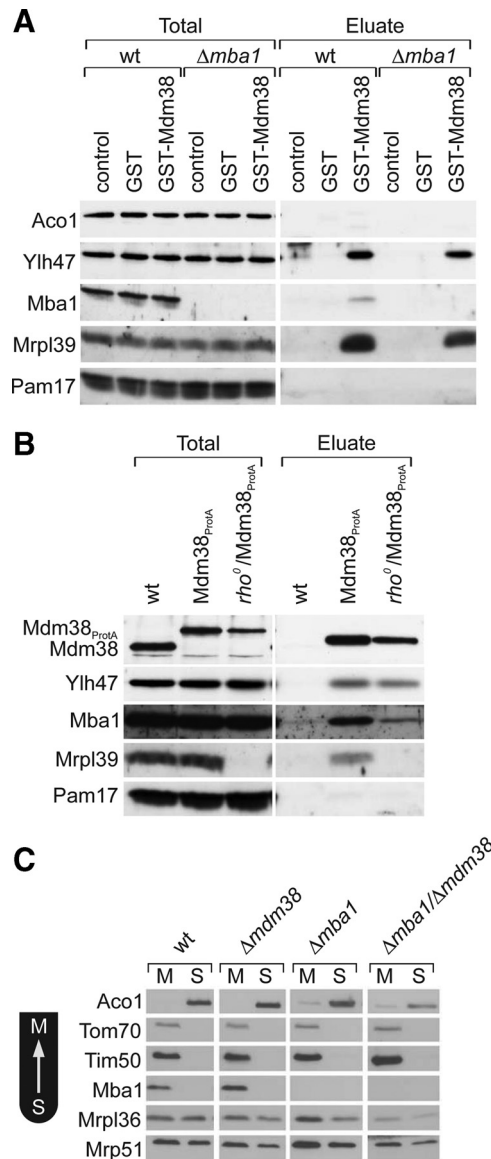 A
Total Eluate
wt Δmba1 wt Δmba1
control GST GST-Mdm38 control GST GST-Mdm38 control GST GST-Mdm38 control GST GST-Mdm38
Aco1
Ylh47
Mba1
Mrpl39
Pam17
B
Total Eluate
wt Mdm38ProtA rho0/Mdm38ProtA wt Mdm38ProtA rho0/Mdm38ProtA
Mdm38ProtA
Mdm38
Ylh47
Mba1
Mrpl39
Pam17
C
wt Δmdm38 Δmba1 Δmba1/Δmdm38
M S M S M S M S
Aco1
Tom70
Tim50
Mba1
Mrpl36
Mrp51
M
S